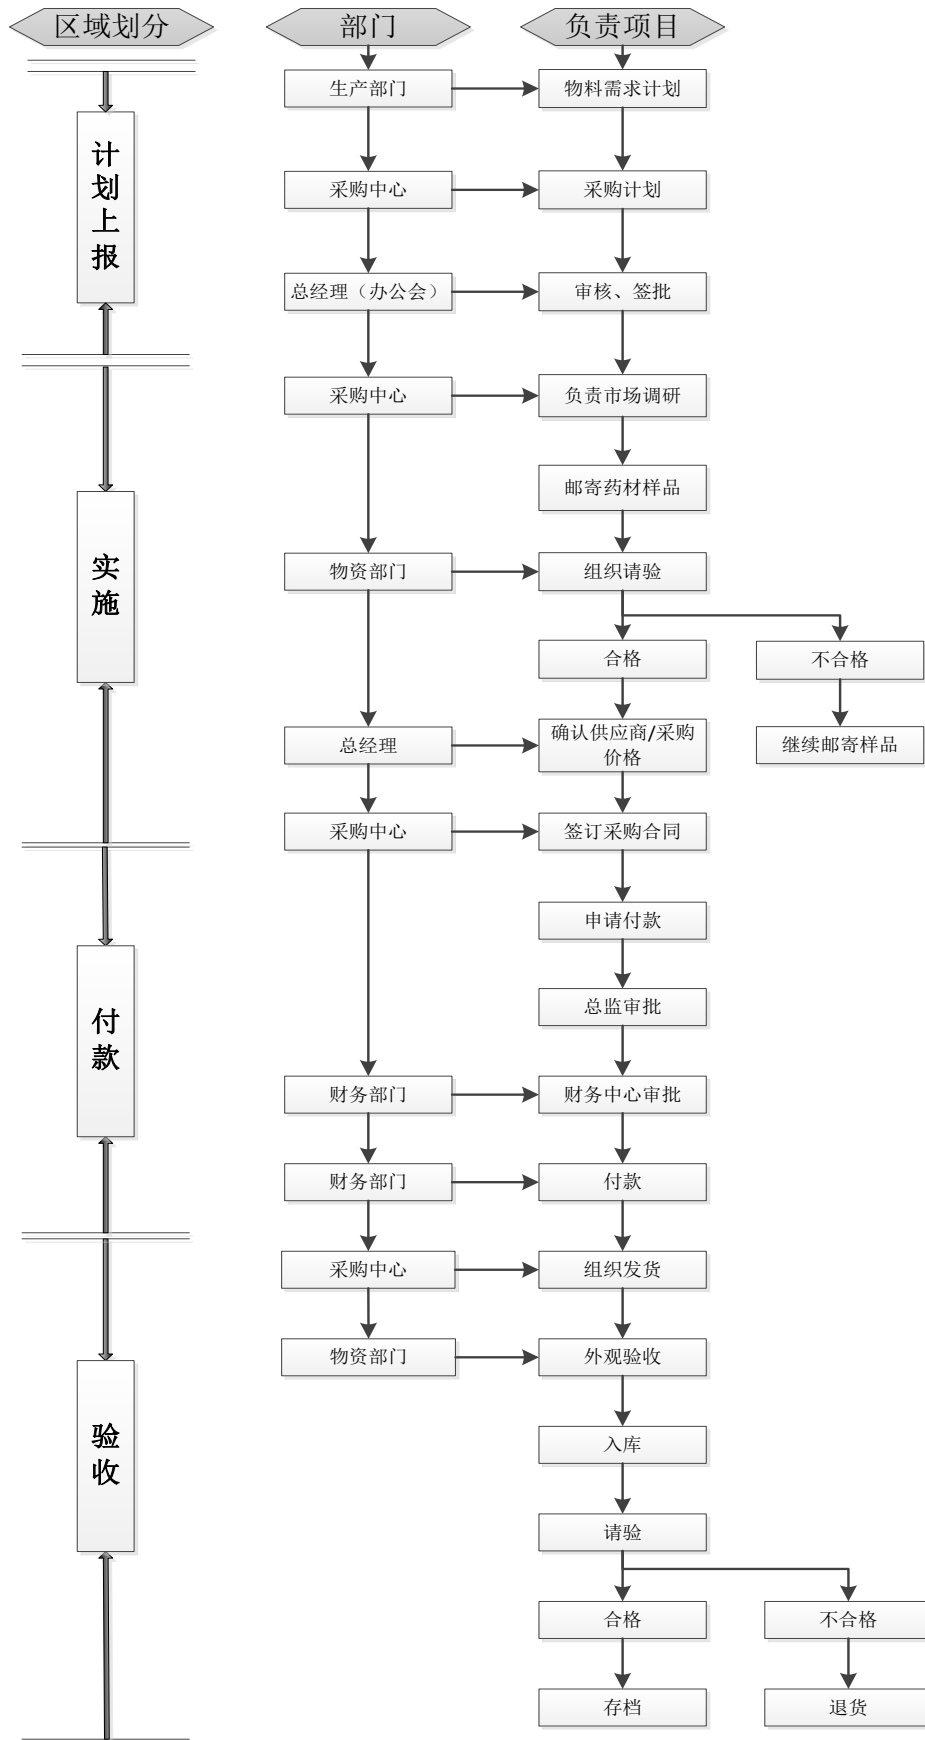 区域划分
部门
负责项目
生产部门
物料需求计划
计
划
上
报
采购中心
采购计划
总经理（办公会）
审核、签批
采购中心
负责市场调研
邮寄药材样品
实
施
物资部门
组织请验
合格
不合格
总经理
确认供应商/采购
价格
继续邮寄样品
采购中心
签订采购合同
申请付款
付
款
总监审批
财务部门
财务中心审批
财务部门
付款
采购中心
组织发货
物资部门
外观验收
验
收
入库
请验
合格
不合格
存档
退货